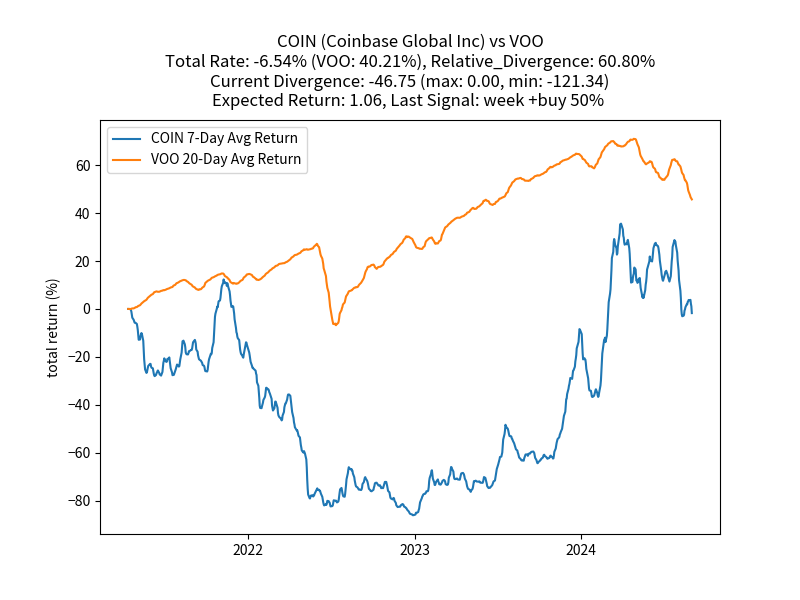 COIN (Coinbase Global Inc) vs VOO
Total Rate: -6.54% (VOO: 40.21%), Relative_Divergence: 60.80%
Current Divergence: -46.75 (max: 0.00, min: -121.34)
Expected Return: 1.06, Last Signal: week +buy 50%
COIN 7-Day Avg Return
VOO 20-Day Avg Return
total return (%)
60
40
20
0
−20
−40
−60
−80
2022 2023 2024